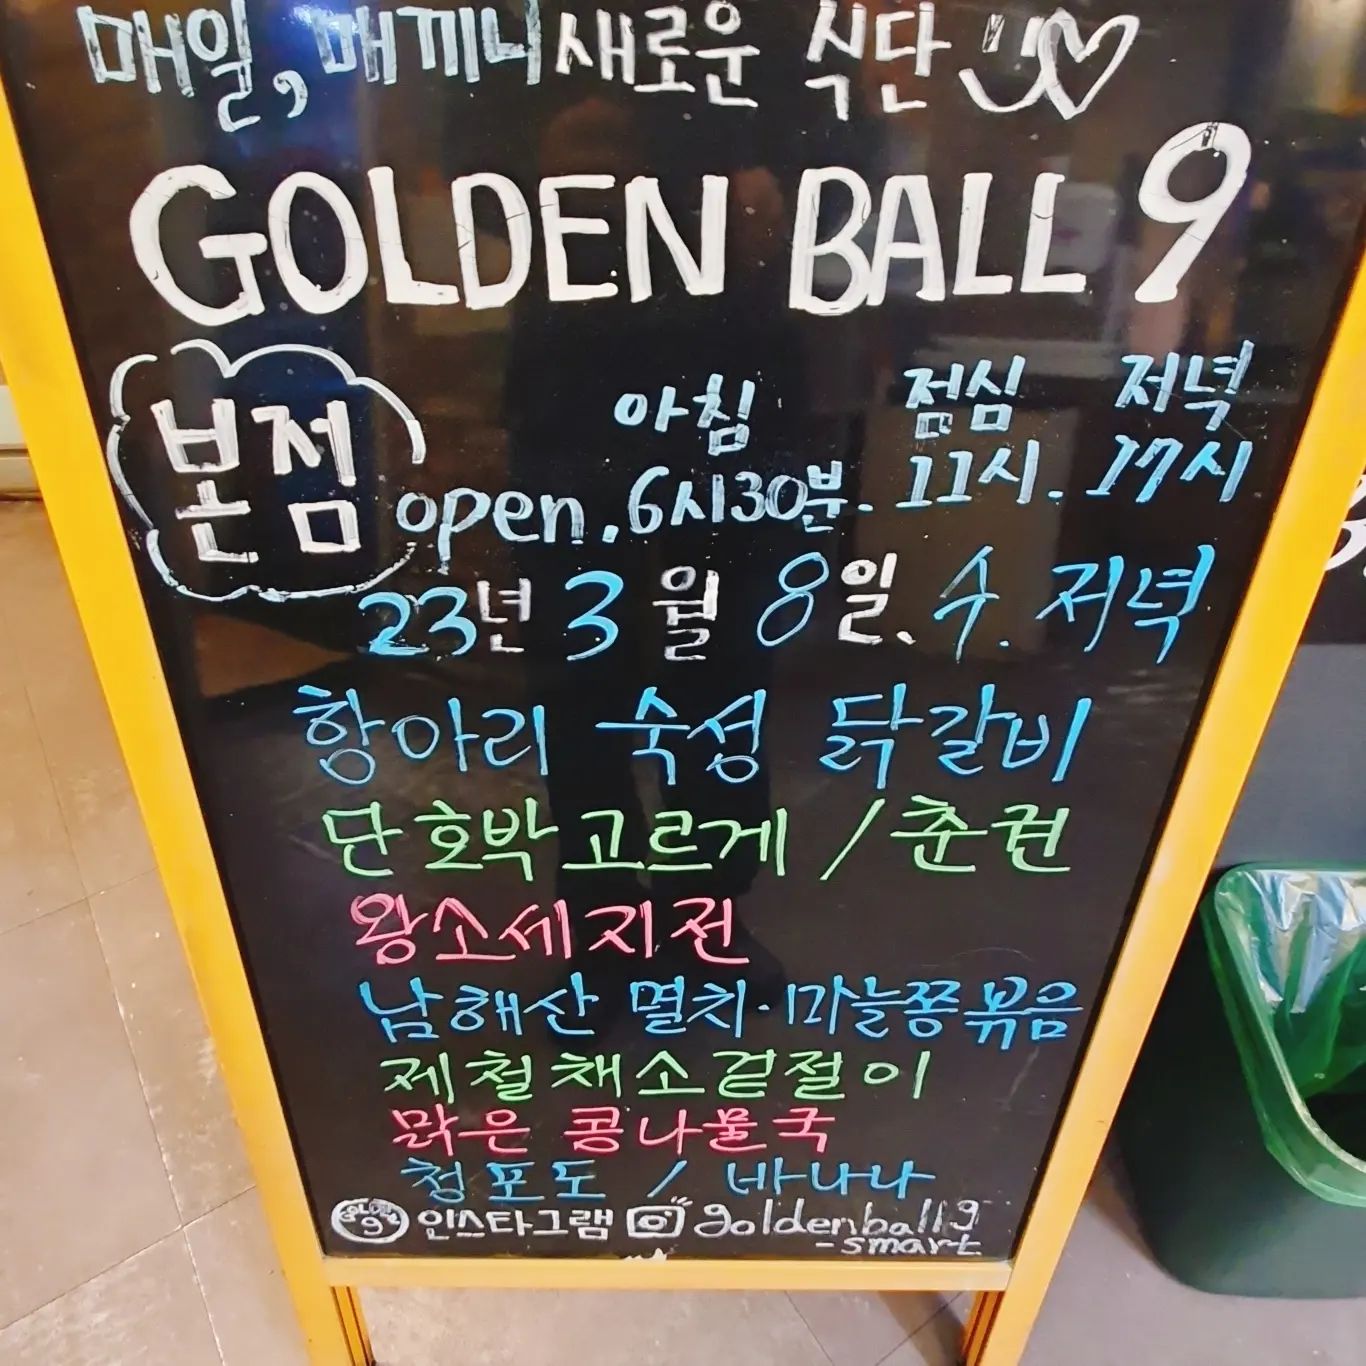 매일, 매끼니 새로운 식단
GOLDEN BALL 9
본점
아침 점심 저녁
open. 6시30분. 11시. 17시
23년 3월 8일. 수. 저녁
항아리 숙성 닭갈비
단호박고르게 / 춘권
왕소세지전
남해산 멸치·마늘쫑볶음
제철채소겉절이
맑은 콩나물국
청포도 / 바나나
인스타그램 goldenball9
-smart